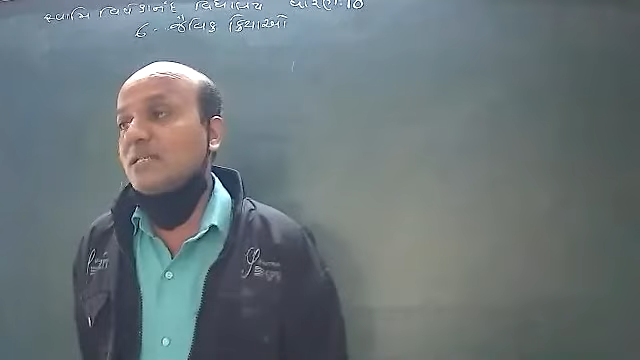 સ્વામિ વિવેકાનંદ વિદ્યાલય ધોરણ:10
6. જૈવિક ક્રિયાઓ